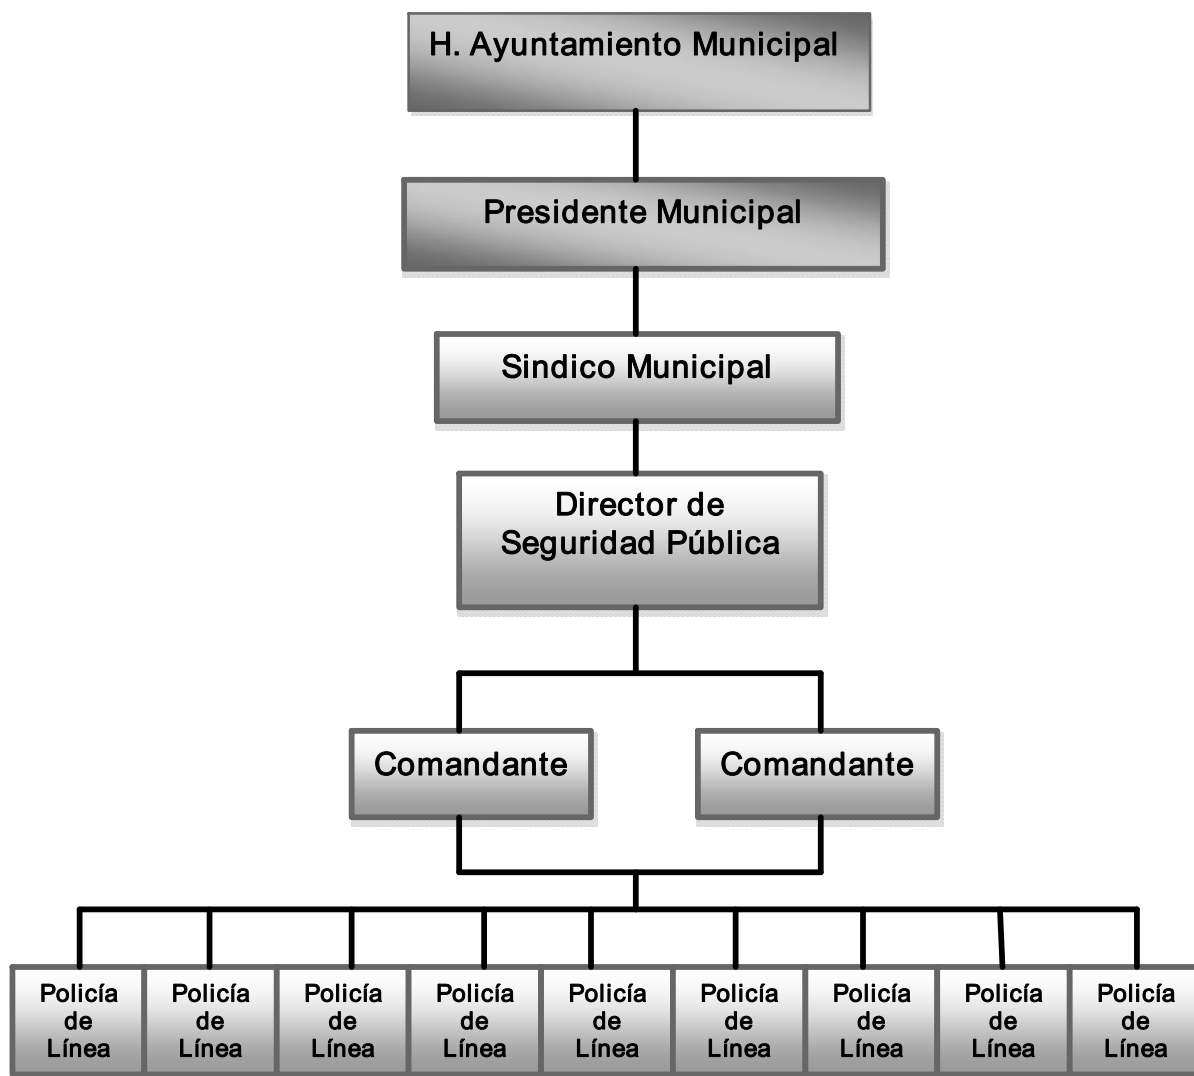 H. Ayuntamiento Municipal
Presidente Municipal
Sindico Municipal
Director de
Seguridad Pública
Comandante
Comandante
Policía
de
Línea
Policía
de
Línea
Policía
de
Línea
Policía
de
Línea
Policía
de
Línea
Policía
de
Línea
Policía
de
Línea
Policía
de
Línea
Policía
de
Línea